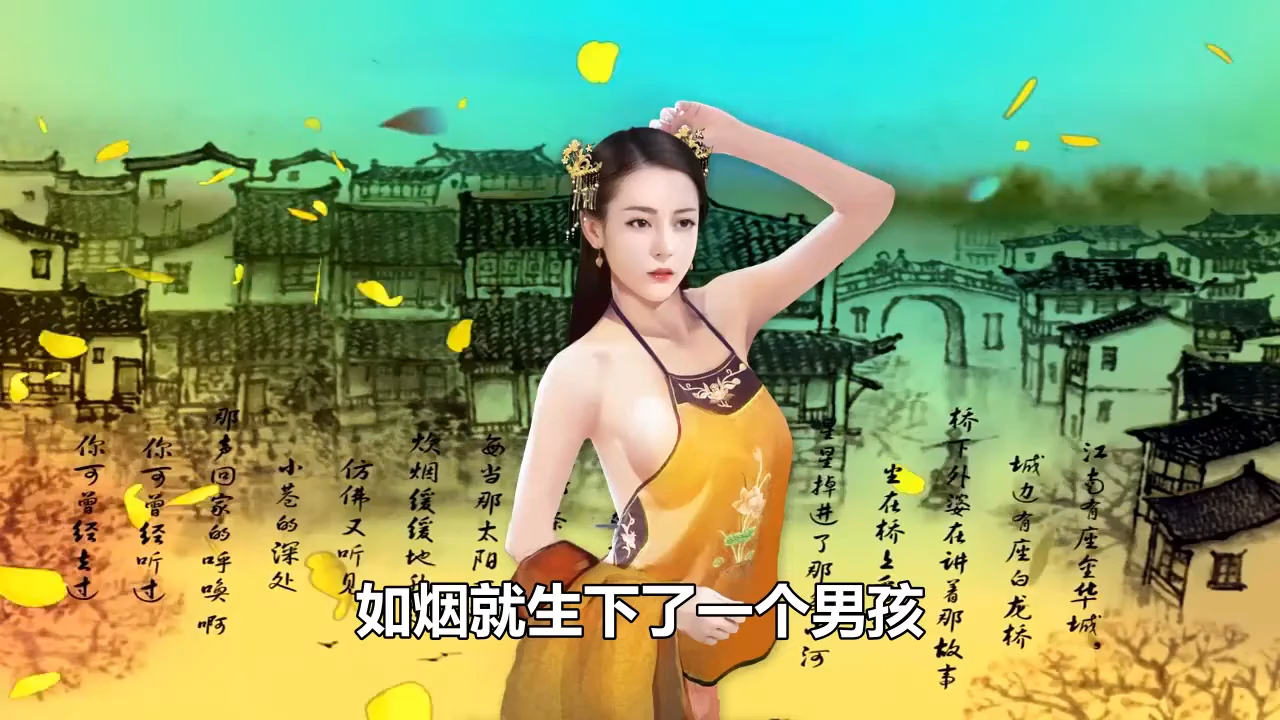 江南有座金华城。
城边有座白龙桥
桥下外婆在讲着那故事
坐在桥上
星星掉进了那 河
每当那太阳
炊烟缓缓地
仿佛又听见
小巷的深处
那声回家的呼唤啊
你可曾经听过
你可曾经去过
如烟就生下了一个男孩